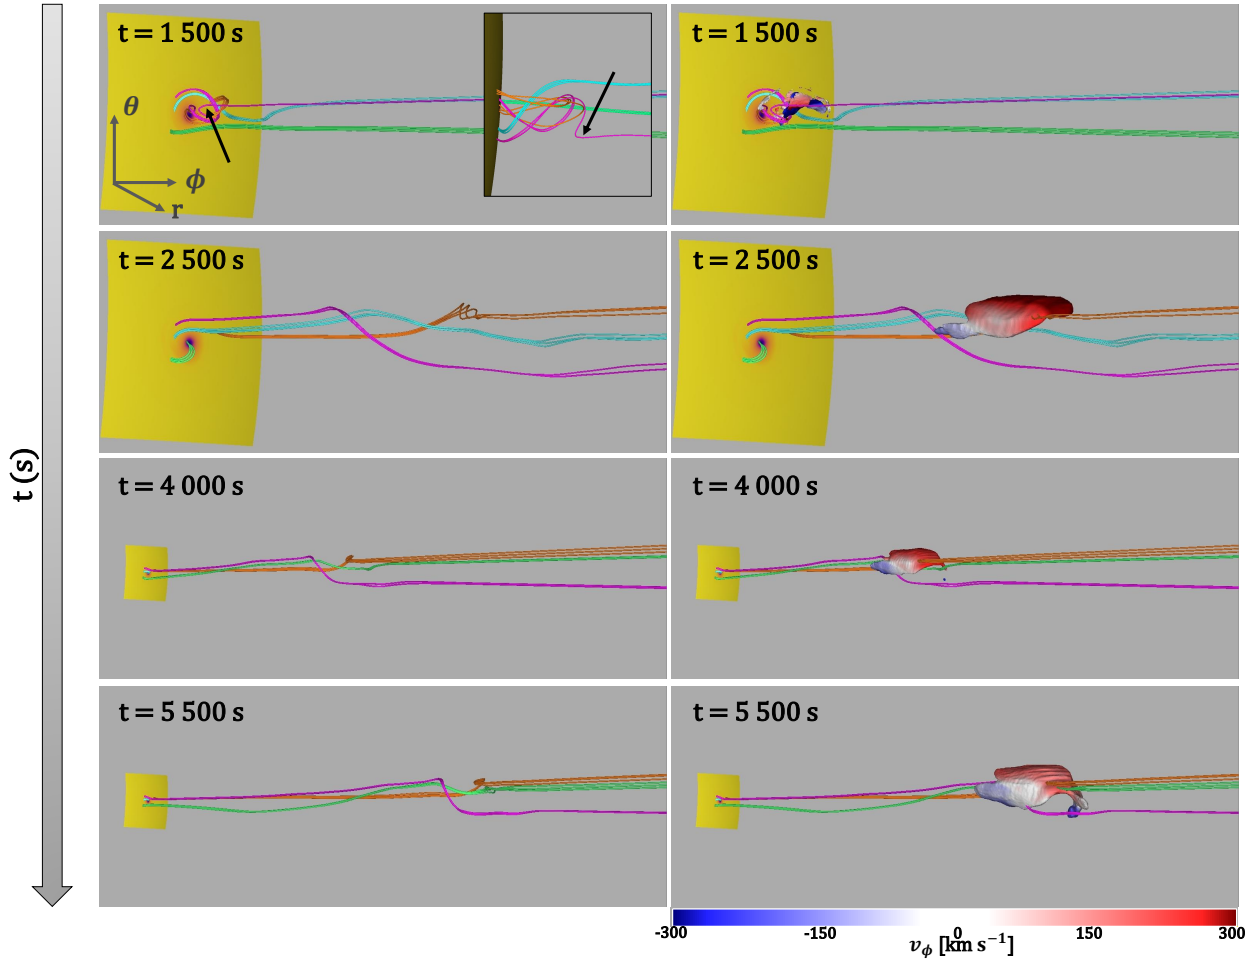 t = 1 500 s
t = 1 500 s
θ
ϕ
r
t = 2 500 s
t = 2 500 s
t (s)
t = 4 000 s
t = 4 000 s
t = 5 500 s
t = 5 500 s
-300 -150 0 150 300
v_ϕ [km s⁻¹]